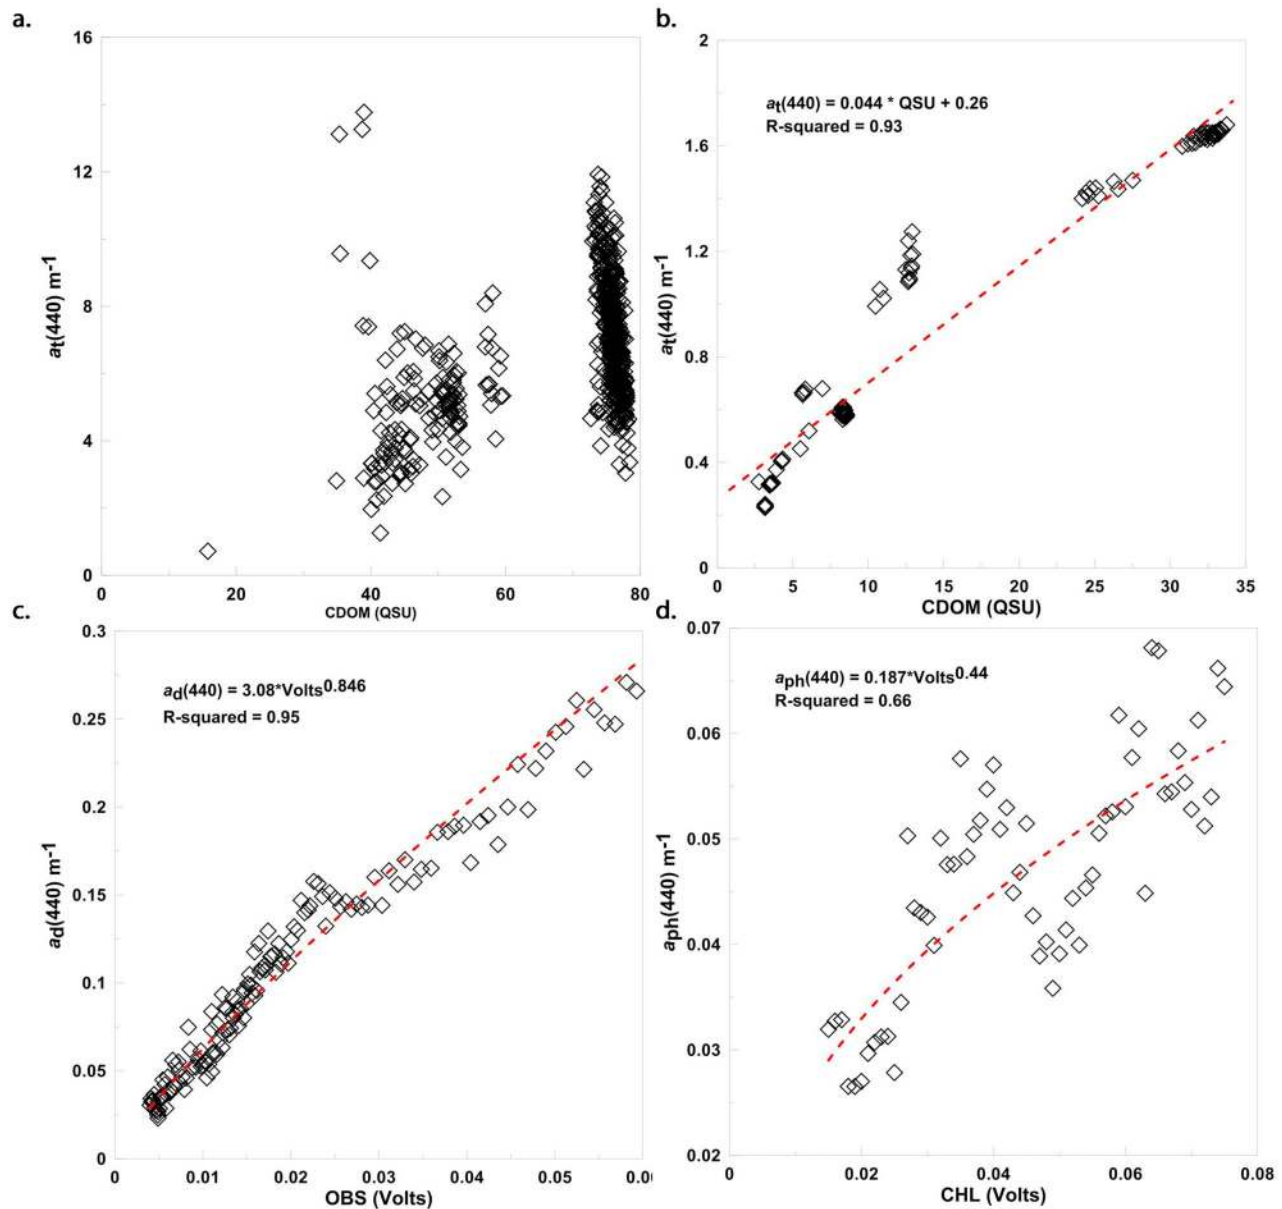 a.
16
12
8
4
0
at(440) m-1
0 20 40 60 80
CDOM (QSU)
b.
2
1.6
1.2
0.8
0.4
0
at(440) m-1
at(440) = 0.044 * QSU + 0.26
R-squared = 0.93
0 5 10 15 20 25 30 35
CDOM (QSU)
c.
0.3
0.25
0.2
0.15
0.1
0.05
0
ad(440) m-1
ad(440) = 3.08*Volts0.846
R-squared = 0.95
0 0.01 0.02 0.03 0.04 0.05 0.0
OBS (Volts)
d.
0.07
0.06
0.05
0.04
0.03
0.02
aph(440) m-1
aph(440) = 0.187*Volts0.44
R-squared = 0.66
0 0.02 0.04 0.06 0.08
CHL (Volts)